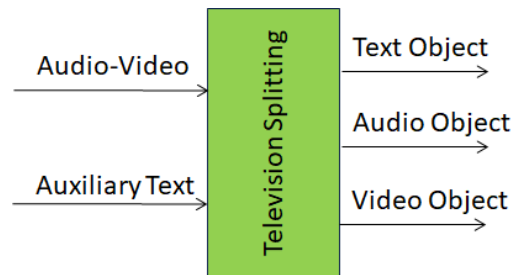 Audio-Video
Auxiliary Text
Television Splitting
Text Object
Audio Object
Video Object